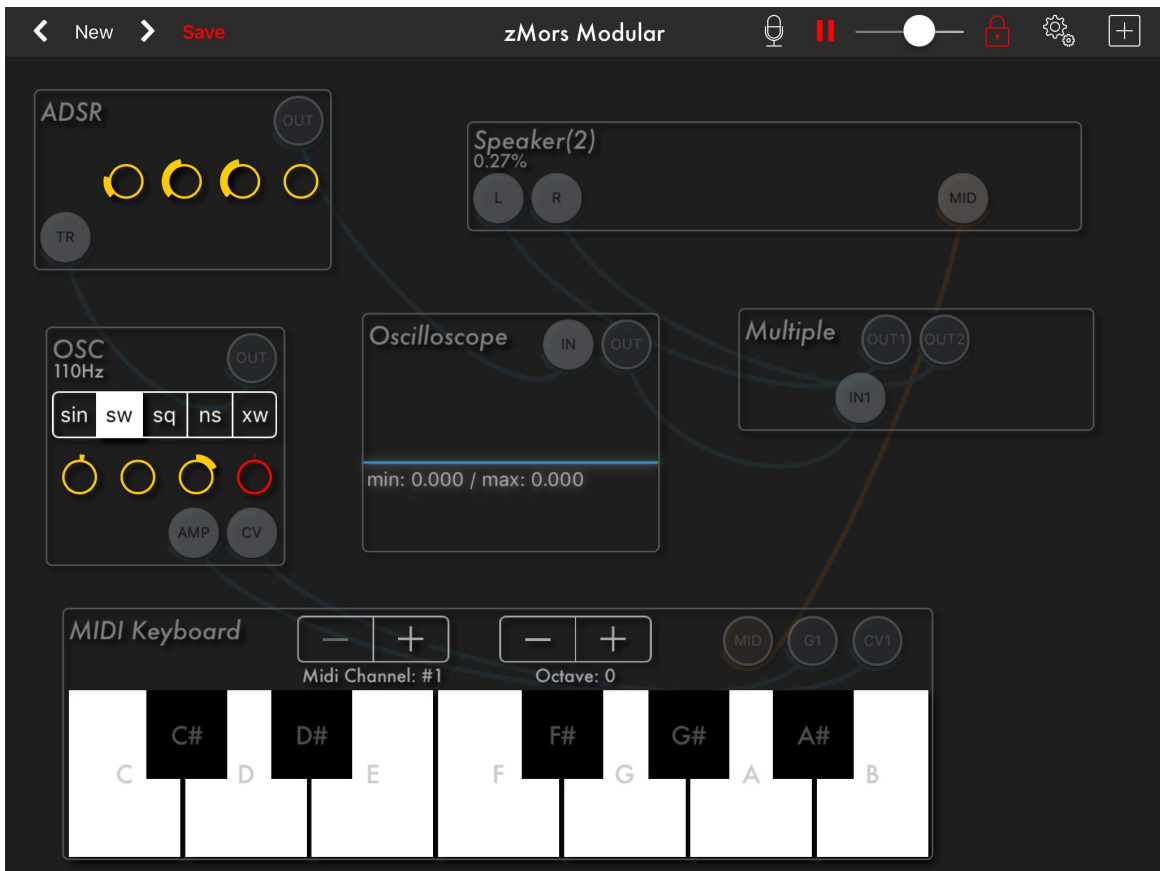 New Save zMors Modular
ADSR OUT
TR
Speaker(2)
0.27%
L R MID
OSC OUT
110Hz
sin sw sq ns xw
AMP CV
Oscilloscope IN OUT
min: 0.000 / max: 0.000
Multiple OUT1 OUT2
IN1
MIDI Keyboard − + − + MID G1 CV1
Midi Channel: #1 Octave: 0
C# D# F# G# A#
C D E F G A B